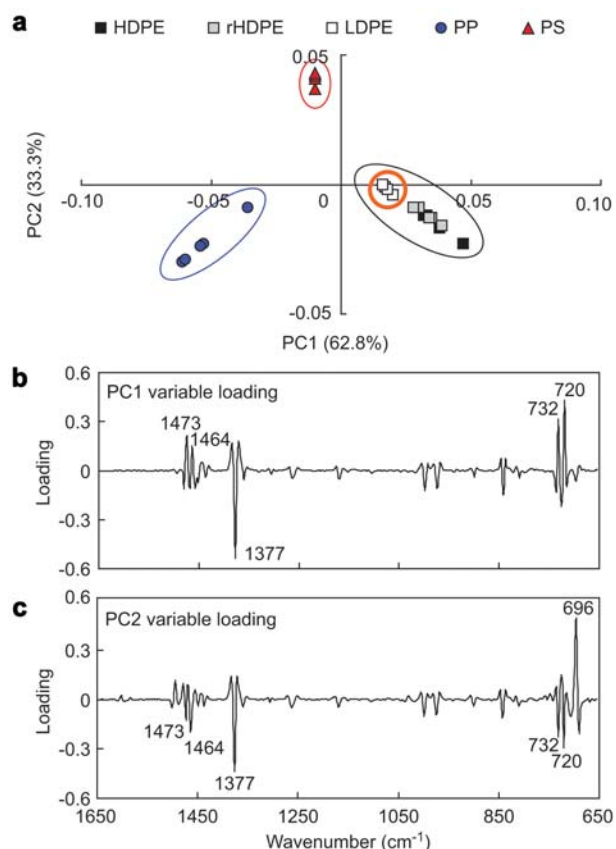 a
HDPE rHDPE LDPE PP PS
0.05
-0.10 -0.05 0 0.05 0.10
-0.05
PC2 (33.3%)
PC1 (62.8%)
b
0.6
0.3
0
-0.3
-0.6
Loading
PC1 variable loading
1473
1464
1377
732
720
c
0.6
0.3
0
-0.3
-0.6
Loading
PC2 variable loading
1473
1464
1377
732
720
696
1650 1450 1250 1050 850 650
Wavenumber (cm⁻¹)